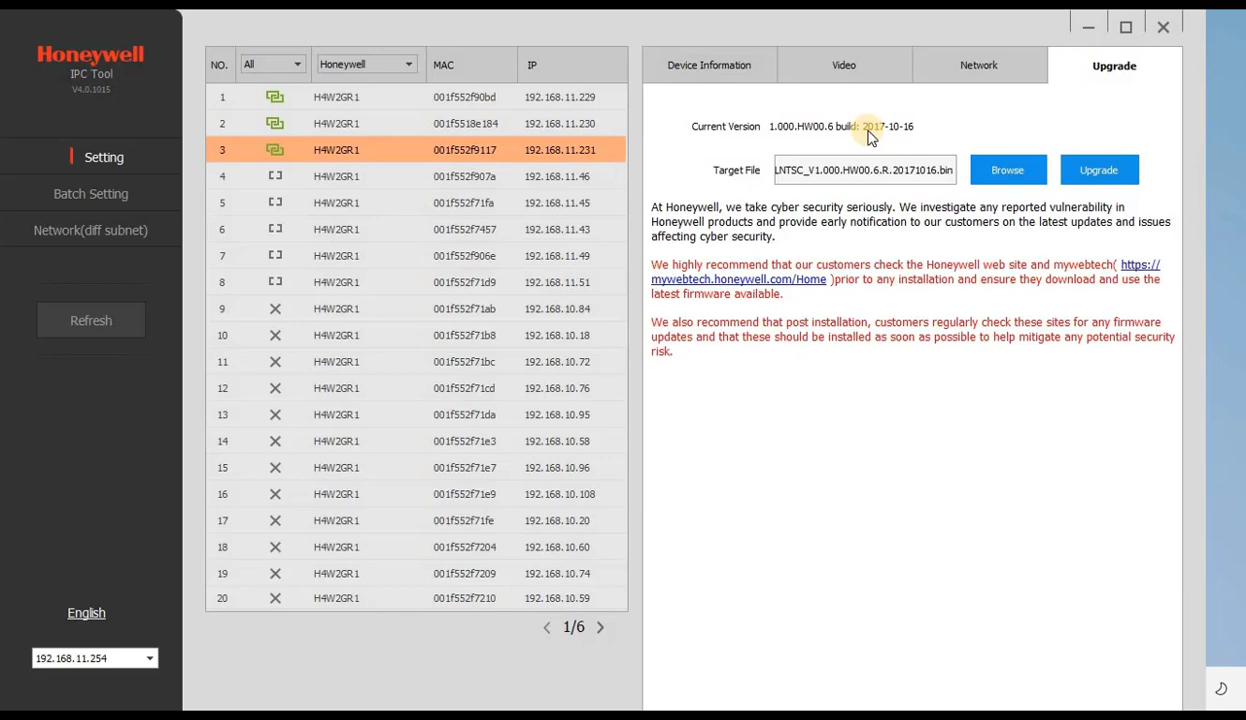 Honeywell
IPC Tool
V4.0.1015
Setting
Batch Setting
Network(diff subnet)
Refresh
English
192.168.11.254
NO. All Honeywell MAC IP
1 H4W2GR1 001f552f90bd 192.168.11.229
2 H4W2GR1 001f5518e184 192.168.11.230
3 H4W2GR1 001f552f9117 192.168.11.231
4 H4W2GR1 001f552f907a 192.168.11.46
5 H4W2GR1 001f552f71fa 192.168.11.45
6 H4W2GR1 001f552f7457 192.168.11.43
7 H4W2GR1 001f552f906e 192.168.11.49
8 H4W2GR1 001f552f71d9 192.168.11.51
9 H4W2GR1 001f552f71ab 192.168.10.84
10 H4W2GR1 001f552f71b8 192.168.10.18
11 H4W2GR1 001f552f71bc 192.168.10.72
12 H4W2GR1 001f552f71cd 192.168.10.76
13 H4W2GR1 001f552f71da 192.168.10.95
14 H4W2GR1 001f552f71e3 192.168.10.58
15 H4W2GR1 001f552f71e7 192.168.10.96
16 H4W2GR1 001f552f71e9 192.168.10.108
17 H4W2GR1 001f552f71fe 192.168.10.20
18 H4W2GR1 001f552f7204 192.168.10.60
19 H4W2GR1 001f552f7209 192.168.10.74
20 H4W2GR1 001f552f7210 192.168.10.59
1/6
Device Information Video Network Upgrade
Current Version 1.000.HW00.6 build: 2017-10-16
Target File LNTSC_V1.000.HW00.6.R.20171016.bin Browse Upgrade
At Honeywell, we take cyber security seriously. We investigate any reported vulnerability in
Honeywell products and provide early notification to our customers on the latest updates and issues
affecting cyber security.
We highly recommend that our customers check the Honeywell web site and mywebtech( https://
mywebtech.honeywell.com/Home )prior to any installation and ensure they download and use the
latest firmware available.
We also recommend that post installation, customers regularly check these sites for any firmware
updates and that these should be installed as soon as possible to help mitigate any potential security
risk.